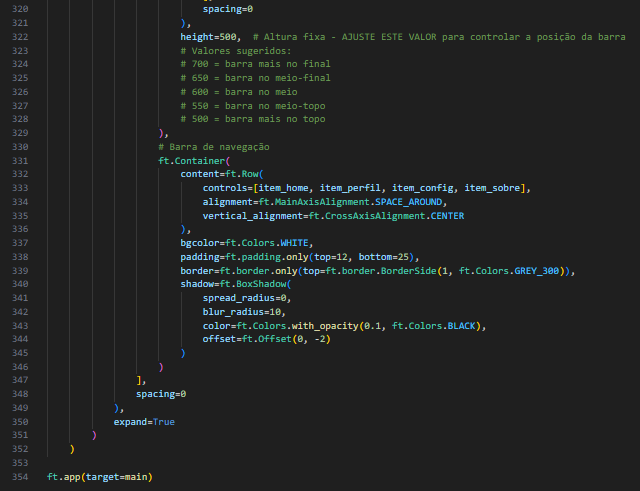 320 spacing=0
321 ),
322 height=500,  # Altura fixa - AJUSTE ESTE VALOR para controlar a posição da barra
323 # Valores sugeridos:
324 # 700 = barra mais no final
325 # 650 = barra no meio-final
326 # 600 = barra no meio
327 # 550 = barra no meio-topo
328 # 500 = barra mais no topo
329 ),
330 # Barra de navegação
331 ft.Container(
332 content=ft.Row(
333 controls=[item_home, item_perfil, item_config, item_sobre],
334 alignment=ft.MainAxisAlignment.SPACE_AROUND,
335 vertical_alignment=ft.CrossAxisAlignment.CENTER
336 ),
337 bgcolor=ft.Colors.WHITE,
338 padding=ft.padding.only(top=12, bottom=25),
339 border=ft.border.only(top=ft.border.BorderSide(1, ft.Colors.GREY_300)),
340 shadow=ft.BoxShadow(
341 spread_radius=0,
342 blur_radius=10,
343 color=ft.Colors.with_opacity(0.1, ft.Colors.BLACK),
344 offset=ft.Offset(0, -2)
345 )
346 )
347 ],
348 spacing=0
349 ),
350 expand=True
351 )
352 )
353
354 ft.app(target=main)